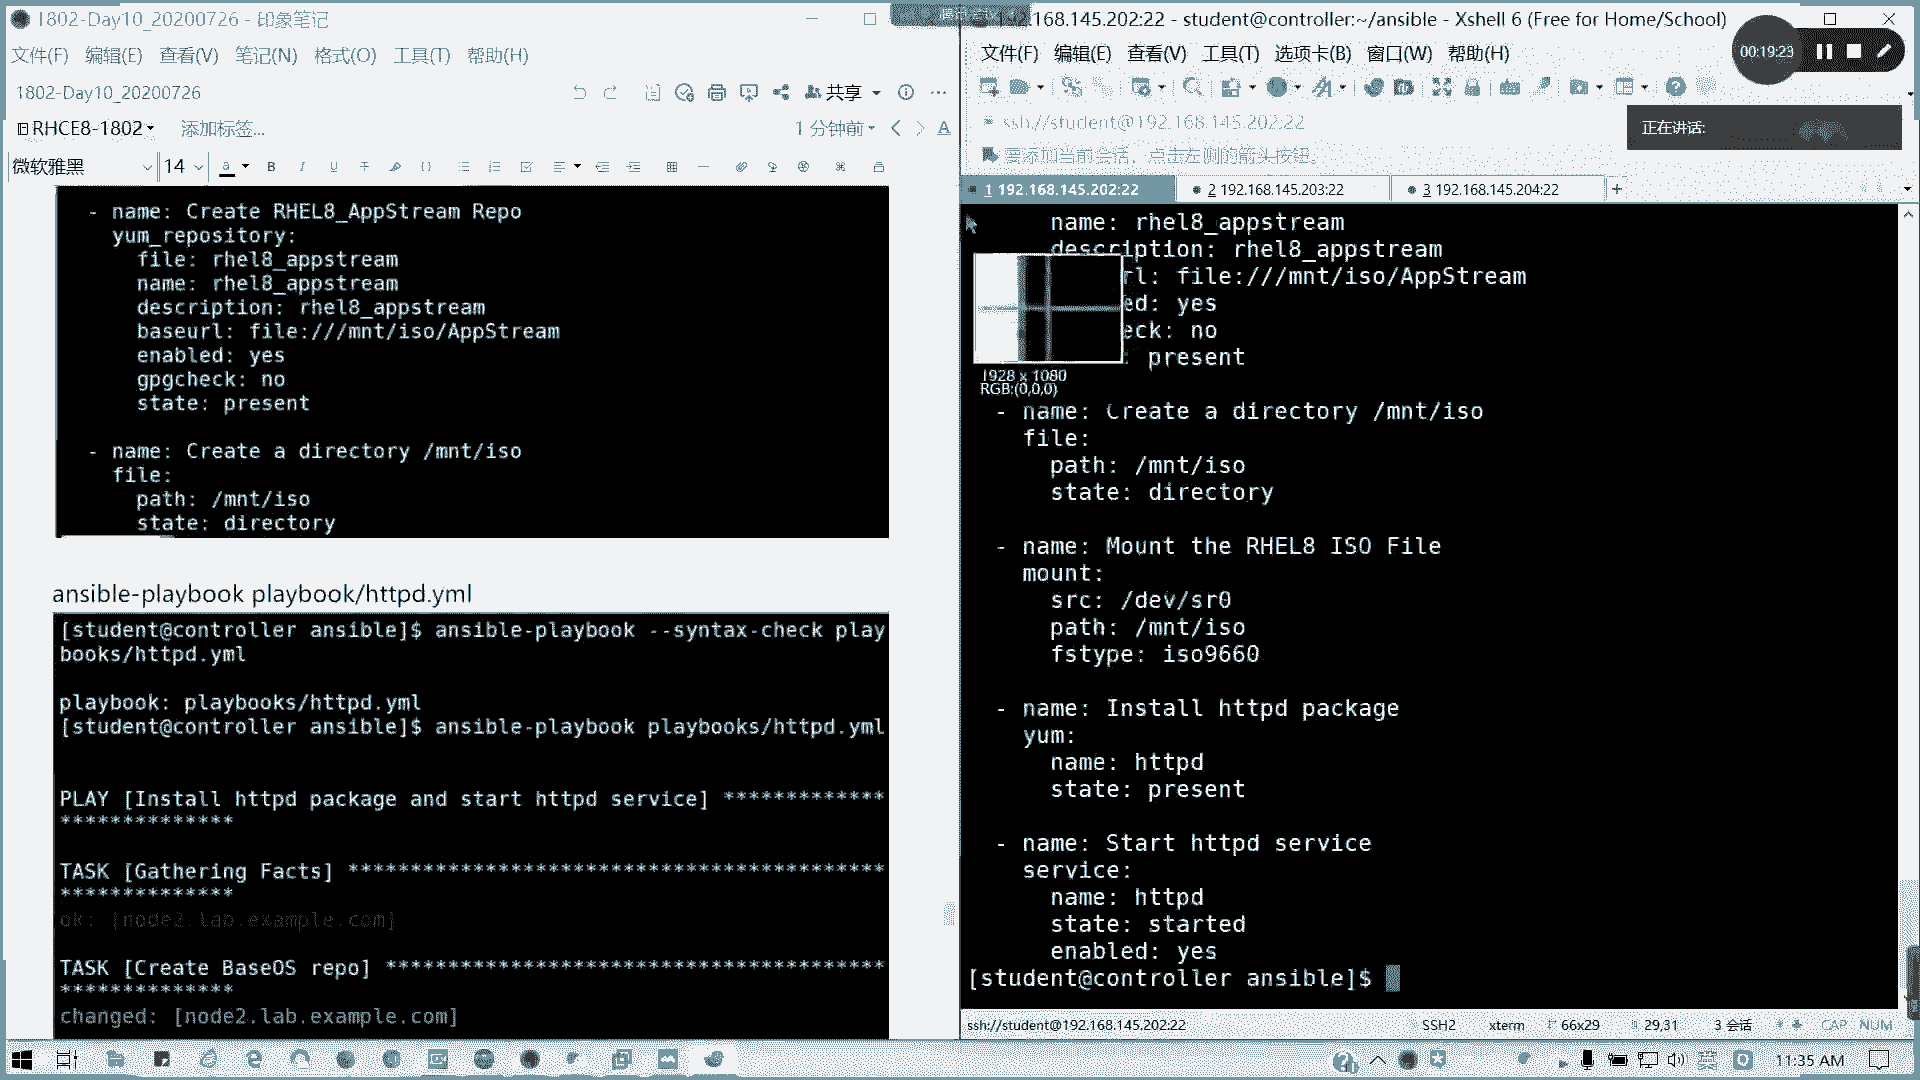 1802-Day10_20200726 - 印象笔记
文件(F) 编辑(E) 查看(V) 笔记(N) 格式(O) 工具(T) 帮助(H)
1802-Day10_20200726
共享
RHCE8-1802
添加标签...
1 分钟前
微软雅黑
14
- name: Create RHEL8_AppStream Repo
yum_repository:
file: rhel8_appstream
name: rhel8_appstream
description: rhel8_appstream
baseurl: file:///mnt/iso/AppStream
enabled: yes
gpgcheck: no
state: present
- name: Create a directory /mnt/iso
file:
path: /mnt/iso
state: directory
ansible-playbook playbook/httpd.yml
[student@controller ansible]$ ansible-playbook --syntax-check play
books/httpd.yml
playbook: playbooks/httpd.yml
[student@controller ansible]$ ansible-playbook playbooks/httpd.yml
PLAY [Install httpd package and start httpd service] *************
**************
TASK [Gathering Facts] *******************************************
**************
ok: [node2.lab.example.com]
TASK [Create BaseOS repo] ****************************************
**************
changed: [node2.lab.example.com]
.168.145.202:22 - student@controller:~/ansible - Xshell 6 (Free for Home/School)
文件(F) 编辑(E) 查看(V) 工具(T) 选项卡(B) 窗口(W) 帮助(H)
00:19:23
ssh://student@192.168.145.202:22
正在讲话:
要添加当前会话，点击左侧的箭头按钮。
1 192.168.145.202:22
2 192.168.145.203:22
3 192.168.145.204:22
name: rhel8_appstream
description: rhel8_appstream
rl: file:///mnt/iso/AppStream
ed: yes
eck: no
: present
1928 x 1080
RGB:(0,0,0)
- name: Create a directory /mnt/iso
file:
path: /mnt/iso
state: directory
- name: Mount the RHEL8 ISO File
mount:
src: /dev/sr0
path: /mnt/iso
fstype: iso9660
- name: Install httpd package
yum:
name: httpd
state: present
- name: Start httpd service
service:
name: httpd
state: started
enabled: yes
[student@controller ansible]$
ssh://student@192.168.145.202:22
SSH2
xterm
66x29
29,31
3 会话
CAP NUM
英
11:35 AM